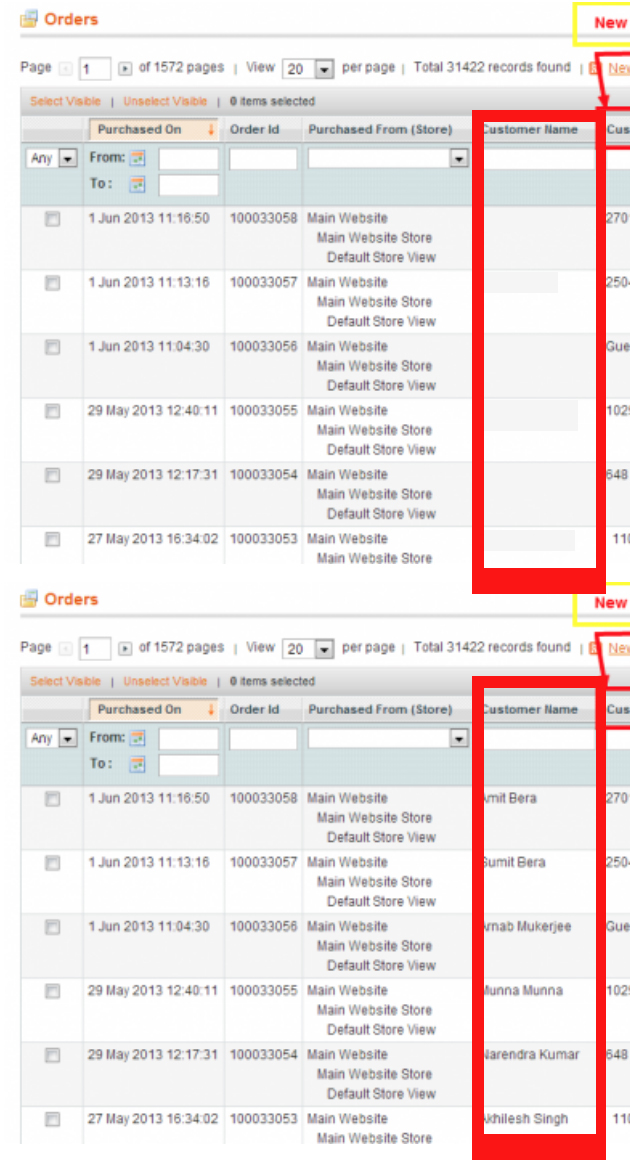 Orders
New
Page 1 of 1572 pages | View 20 per page | Total 31422 records found | New
Select Visible | Unselect Visible | 0 items selected
Purchased On Order Id Purchased From (Store) Customer Name Cus
Any From:
To :
1 Jun 2013 11:16:50 100033058 Main Website 270
Main Website Store
Default Store View
1 Jun 2013 11:13:16 100033057 Main Website 250
Main Website Store
Default Store View
1 Jun 2013 11:04:30 100033056 Main Website Gue
Main Website Store
Default Store View
29 May 2013 12:40:11 100033055 Main Website 102
Main Website Store
Default Store View
29 May 2013 12:17:31 100033054 Main Website 648
Main Website Store
Default Store View
27 May 2013 16:34:02 100033053 Main Website 110
Main Website Store
Orders
New
Page 1 of 1572 pages | View 20 per page | Total 31422 records found | New
Select Visible | Unselect Visible | 0 items selected
Purchased On Order Id Purchased From (Store) Customer Name Cus
Any From:
To :
1 Jun 2013 11:16:50 100033058 Main Website Amit Bera 270
Main Website Store
Default Store View
1 Jun 2013 11:13:16 100033057 Main Website Sumit Bera 250
Main Website Store
Default Store View
1 Jun 2013 11:04:30 100033056 Main Website Arnab Mukerjee Gue
Main Website Store
Default Store View
29 May 2013 12:40:11 100033055 Main Website Munna Munna 102
Main Website Store
Default Store View
29 May 2013 12:17:31 100033054 Main Website Narendra Kumar 648
Main Website Store
Default Store View
27 May 2013 16:34:02 100033053 Main Website Akhilesh Singh 110
Main Website Store